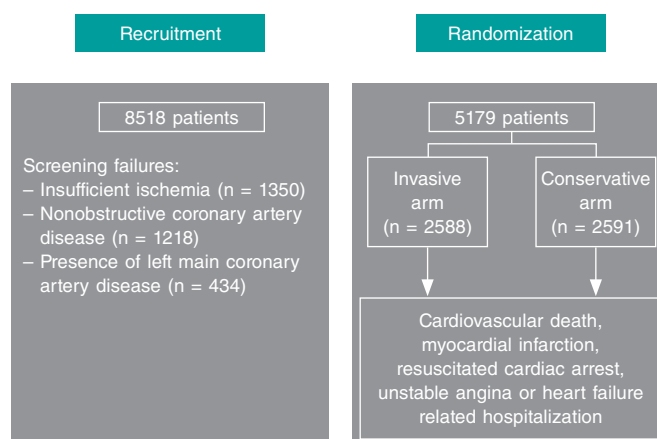 Recruitment
8518 patients
Screening failures:
– Insufficient ischemia (n = 1350)
– Nonobstructive coronary artery
disease (n = 1218)
– Presence of left main coronary
artery disease (n = 434)
Randomization
5179 patients
Invasive
arm
(n = 2588)
Conservative
arm
(n = 2591)
Cardiovascular death,
myocardial infarction,
resuscitated cardiac arrest,
unstable angina or heart failure
related hospitalization